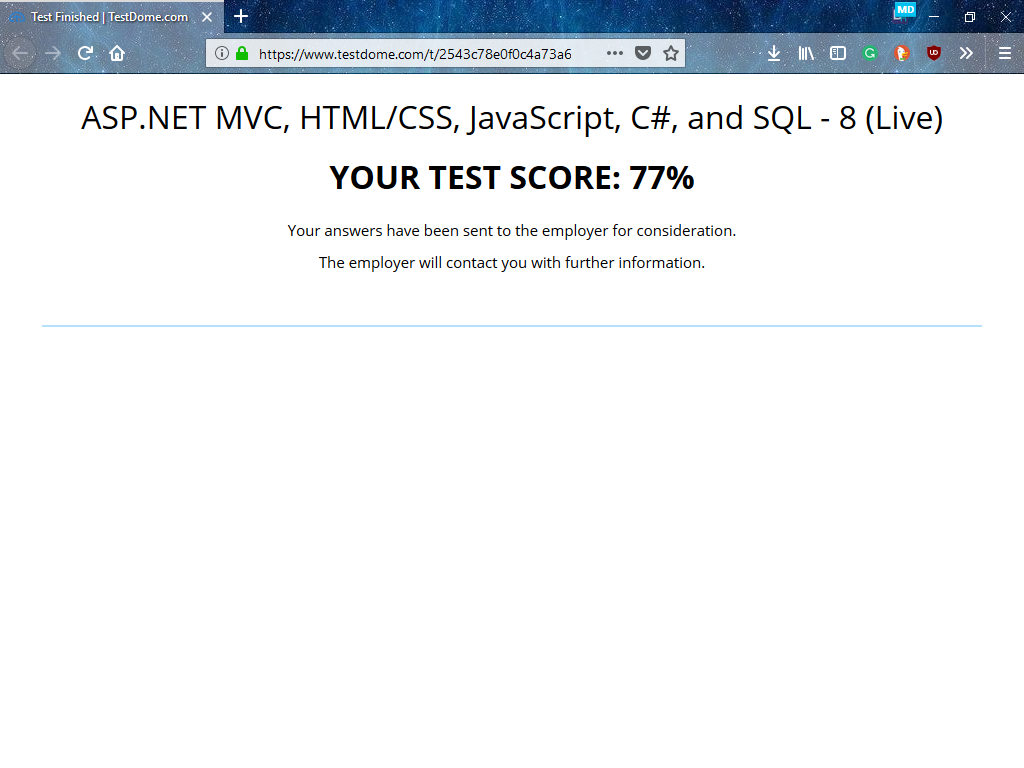 Test Finished | TestDome.com
MD
https://www.testdome.com/t/2543c78e0f0c4a73a6
ASP.NET MVC, HTML/CSS, JavaScript, C#, and SQL - 8 (Live)
YOUR TEST SCORE: 77%
Your answers have been sent to the employer for consideration.
The employer will contact you with further information.